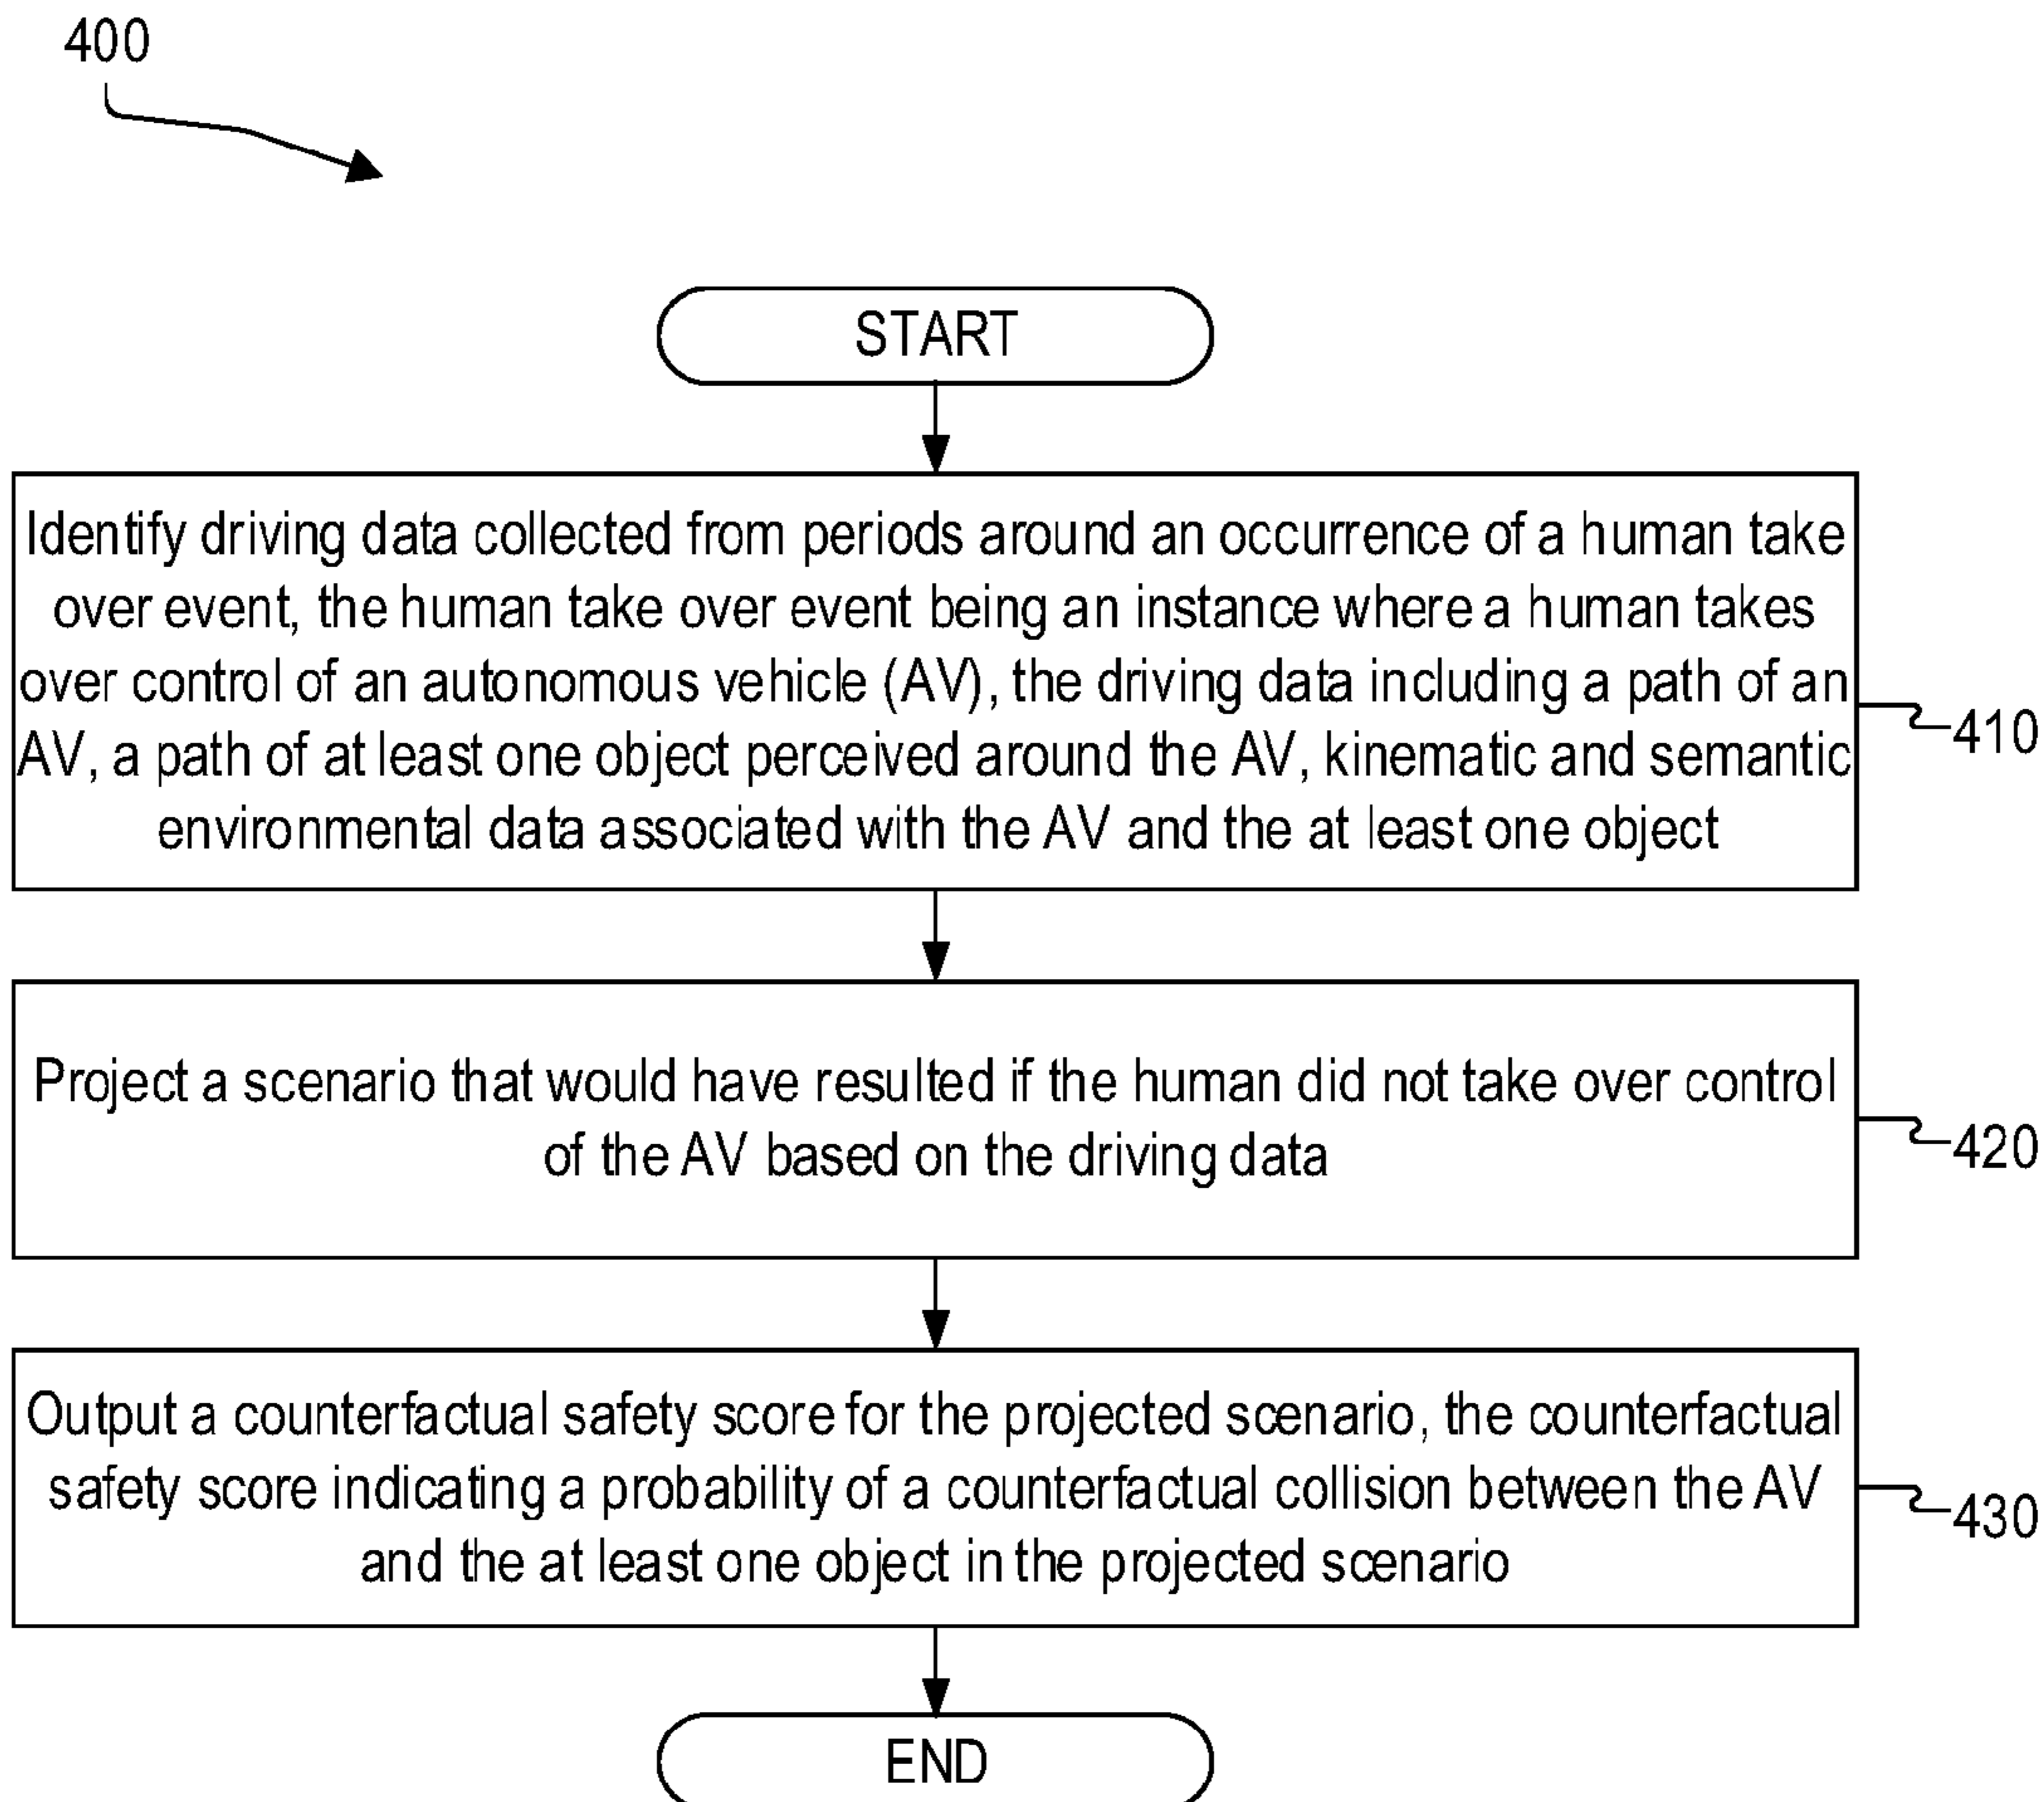 400
START
Identify driving data collected from periods around an occurrence of a human take
over event, the human take over event being an instance where a human takes
over control of an autonomous vehicle (AV), the driving data including a path of an
AV, a path of at least one object perceived around the AV, kinematic and semantic
environmental data associated with the AV and the at least one object
410
Project a scenario that would have resulted if the human did not take over control
of the AV based on the driving data
420
Output a counterfactual safety score for the projected scenario, the counterfactual
safety score indicating a probability of a counterfactual collision between the AV
and the at least one object in the projected scenario
430
END